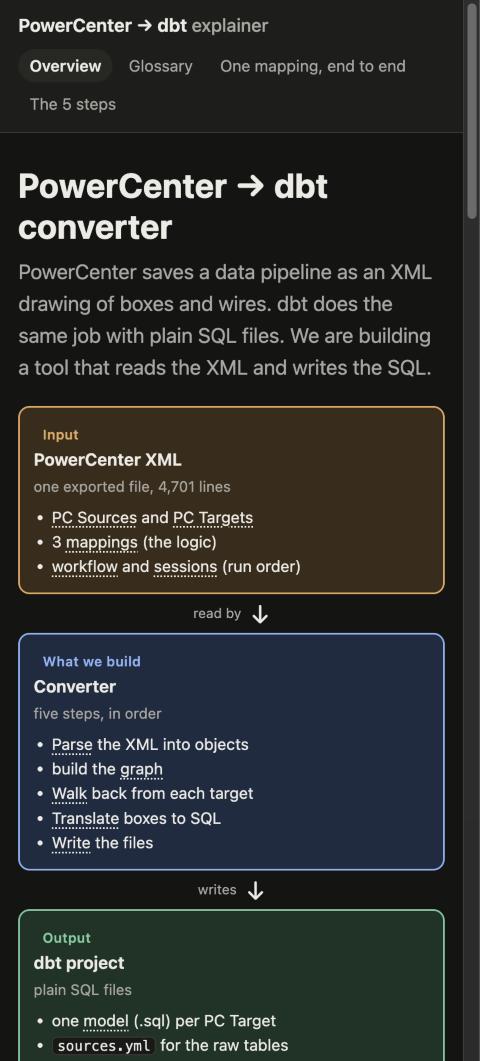 PowerCenter → dbt explainer
Overview Glossary One mapping, end to end
The 5 steps
PowerCenter → dbt
converter
PowerCenter saves a data pipeline as an XML
drawing of boxes and wires. dbt does the
same job with plain SQL files. We are building
a tool that reads the XML and writes the SQL.
Input
PowerCenter XML
one exported file, 4,701 lines
• PC Sources and PC Targets
• 3 mappings (the logic)
• workflow and sessions (run order)
read by ↓
What we build
Converter
five steps, in order
• Parse the XML into objects
• build the graph
• Walk back from each target
• Translate boxes to SQL
• Write the files
writes ↓
Output
dbt project
plain SQL files
• one model (.sql) per PC Target
• sources.yml for the raw tables